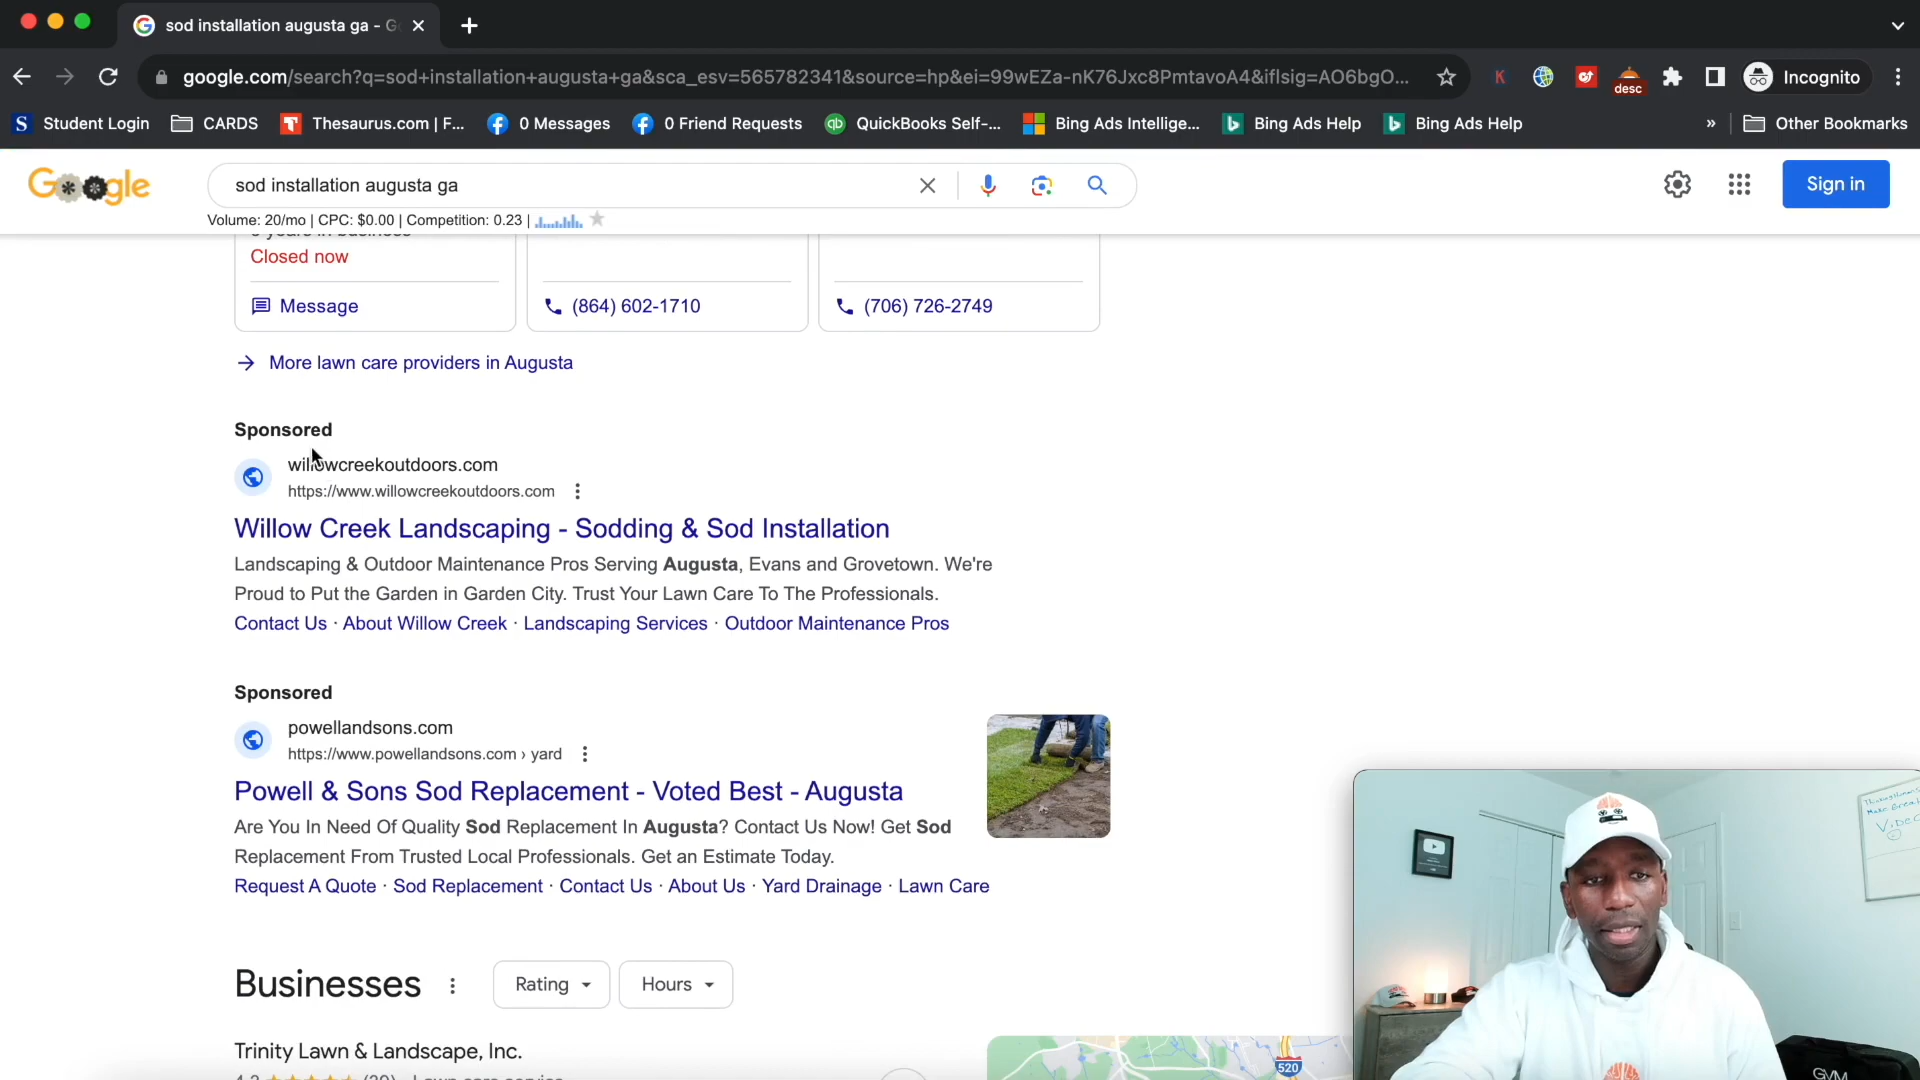 sod installation augusta ga - G
google.com/search?q=sod+installation+augusta+ga&sca_esv=565782341&source=hp&ei=99wEZa-nK76Jxc8PmtavoA4&iflsig=AO6bgO...
desc
Incognito
Student Login
CARDS
Thesaurus.com | F...
0 Messages
0 Friend Requests
QuickBooks Self-...
Bing Ads Intellige...
Bing Ads Help
Bing Ads Help
»
Other Bookmarks
Google
sod installation augusta ga
Sign in
Volume: 20/mo | CPC: $0.00 | Competition: 0.23 |
Closed now
Message
(864) 602-1710
(706) 726-2749
More lawn care providers in Augusta
Sponsored
willowcreekoutdoors.com
https://www.willowcreekoutdoors.com
Willow Creek Landscaping - Sodding & Sod Installation
Landscaping & Outdoor Maintenance Pros Serving Augusta, Evans and Grovetown. We're
Proud to Put the Garden in Garden City. Trust Your Lawn Care To The Professionals.
Contact Us · About Willow Creek · Landscaping Services · Outdoor Maintenance Pros
Sponsored
powellandsons.com
https://www.powellandsons.com › yard
Powell & Sons Sod Replacement - Voted Best - Augusta
Are You In Need Of Quality Sod Replacement In Augusta? Contact Us Now! Get Sod
Replacement From Trusted Local Professionals. Get an Estimate Today.
Request A Quote · Sod Replacement · Contact Us · About Us · Yard Drainage · Lawn Care
Businesses
Rating
Hours
Trinity Lawn & Landscape, Inc.
520
VIDEO
GVM